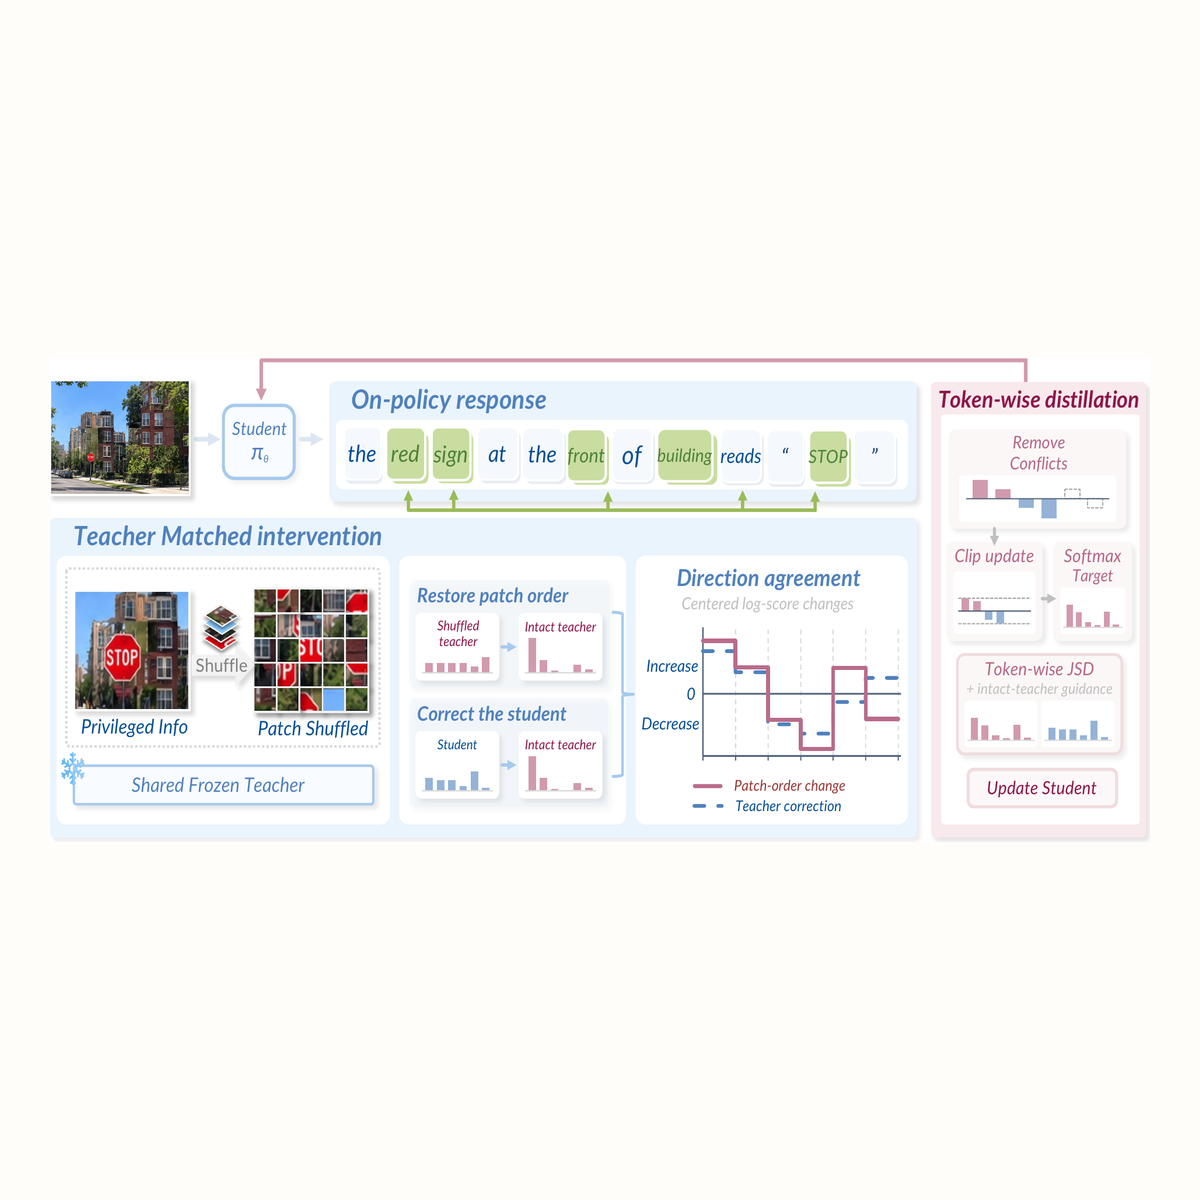 Student
πθ
On-policy response
the red sign at the front of building reads “ STOP ”
Token-wise distillation
Remove
Conflicts
Clip update
Softmax
Target
Token-wise JSD
+ intact-teacher guidance
Update Student
Teacher Matched intervention
STOP
Shuffle
Privileged Info
Patch Shuffled
Shared Frozen Teacher
Restore patch order
Shuffled
teacher
Intact teacher
Correct the student
Student
Intact teacher
Direction agreement
Centered log-score changes
Increase
0
Decrease
Patch-order change
Teacher correction